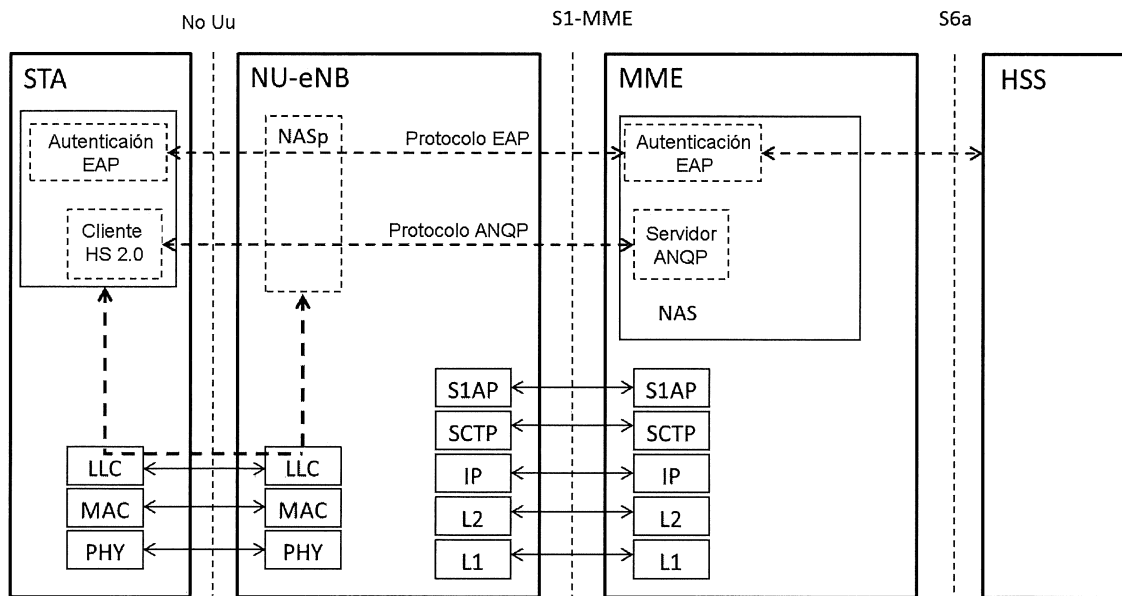 No Uu
S1-MME
S6a
STA
NU-eNB
MME
HSS
Autenticaión
EAP
NASp
Protocolo EAP
Autenticación
EAP
Cliente
HS 2.0
Protocolo ANQP
Servidor
ANQP
NAS
S1AP
S1AP
SCTP
SCTP
LLC
LLC
IP
IP
MAC
MAC
L2
L2
PHY
PHY
L1
L1